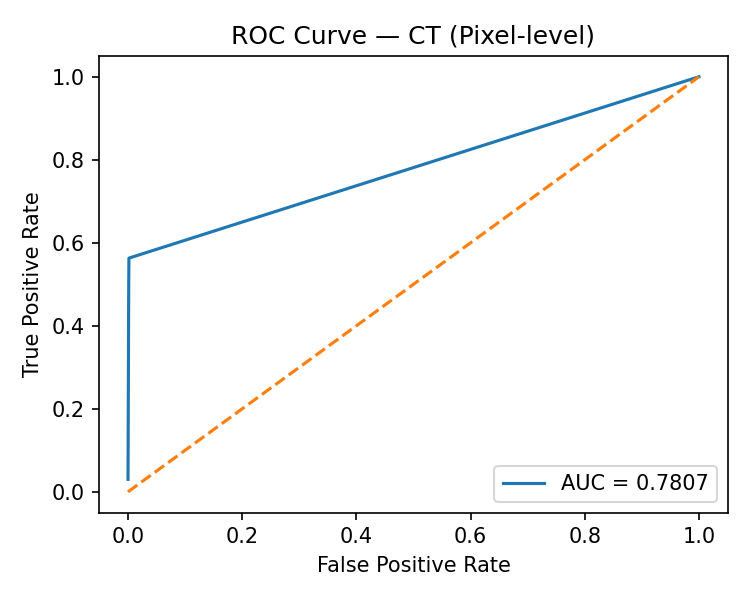 ROC Curve — CT (Pixel-level)
True Positive Rate
1.0
0.8
0.6
0.4
0.2
0.0
AUC = 0.7807
0.0 0.2 0.4 0.6 0.8 1.0
False Positive Rate